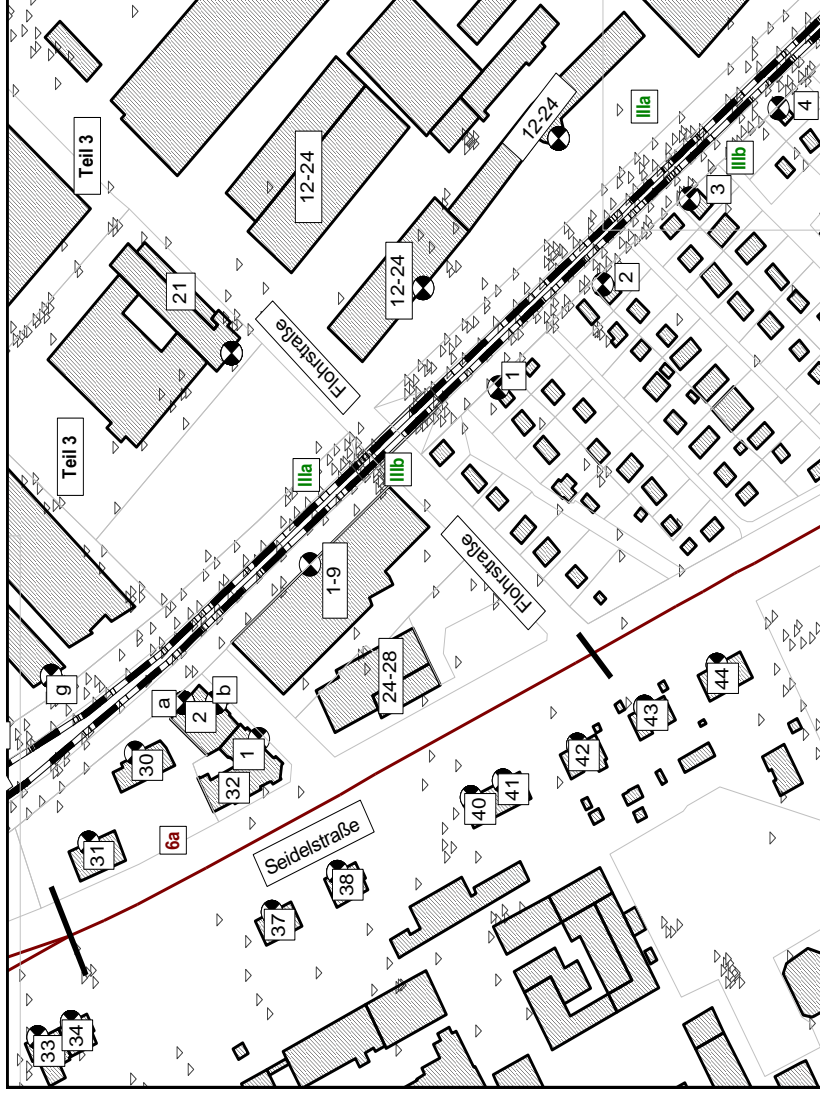 Teil 3
12-24
12-24
IIIa
4
IIIb
3
21
12-24
2
Flohrstraße
Teil 3
1
IIIa
IIIb
1-9
Flohrstraße
g
a
2
b
24-28
30
1
32
31
6a
Seidelstraße
44
43
42
41
40
38
37
33
34